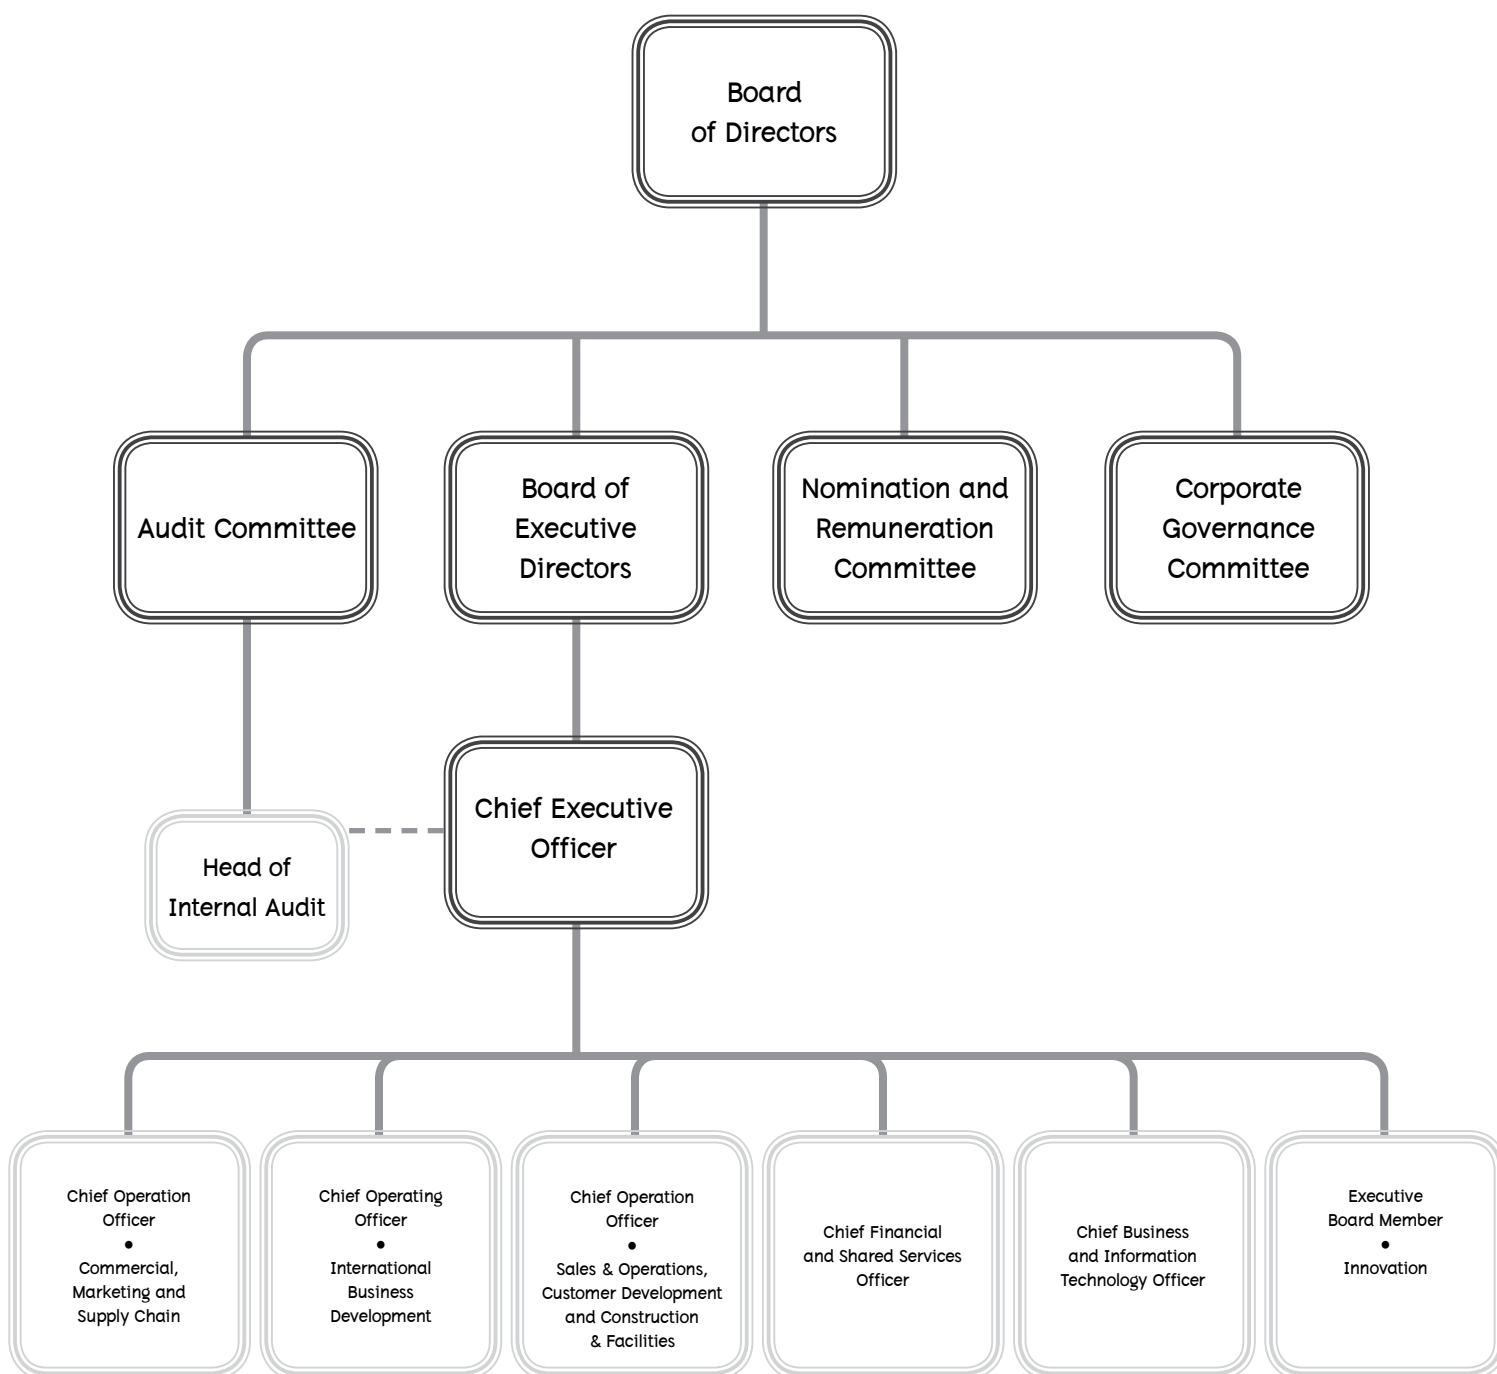 Board
of Directors
Audit Committee
Board of
Executive
Directors
Nomination and
Remuneration
Committee
Corporate
Governance
Committee
Chief Executive
Officer
Head of
Internal Audit
Chief Operation
Officer
•
Commercial,
Marketing and
Supply Chain
Chief Operating
Officer
•
International
Business
Development
Chief Operation
Officer
•
Sales & Operations,
Customer Development
and Construction
& Facilities
Chief Financial
and Shared Services
Officer
Chief Business
and Information
Technology Officer
Executive
Board Member
•
Innovation